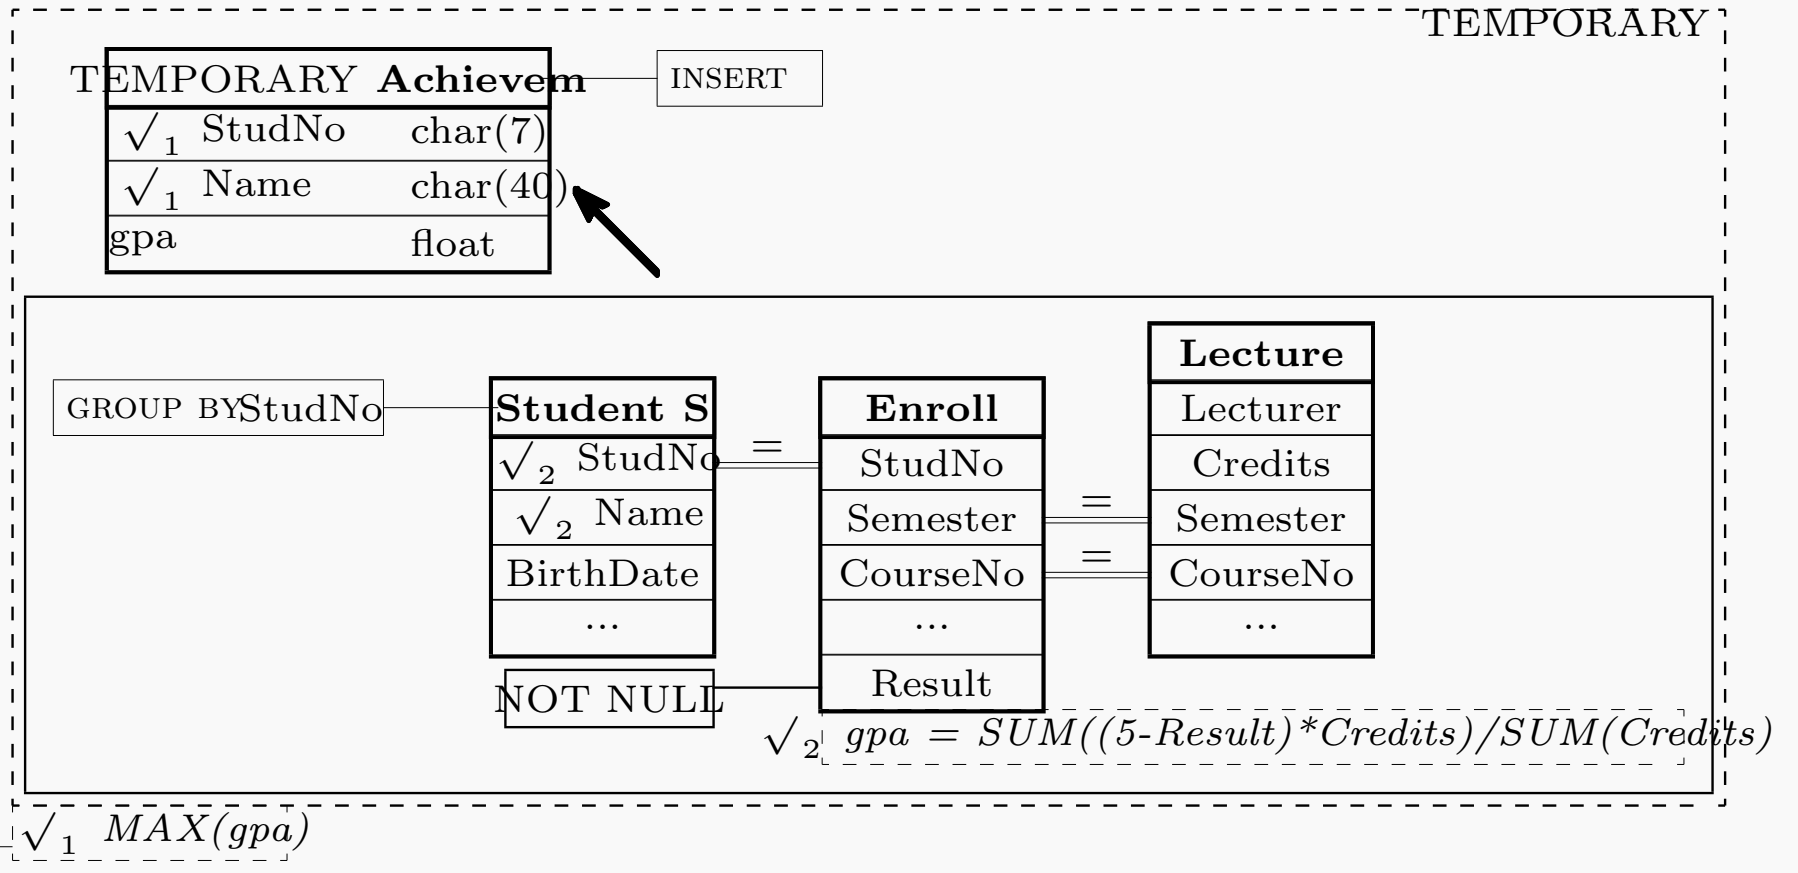 TEMPORARY
TEMPORARY Achievem
INSERT
√1 StudNo char(7)
√1 Name char(40)
gpa float
GROUP BY StudNo
Student S
√2 StudNo
√2 Name
BirthDate
...
NOT NULL
=
Enroll
StudNo
Semester
CourseNo
...
Result
=
=
Lecture
Lecturer
Credits
Semester
CourseNo
...
√2 gpa = SUM((5-Result)*Credits)/SUM(Credits)
√1 MAX(gpa)